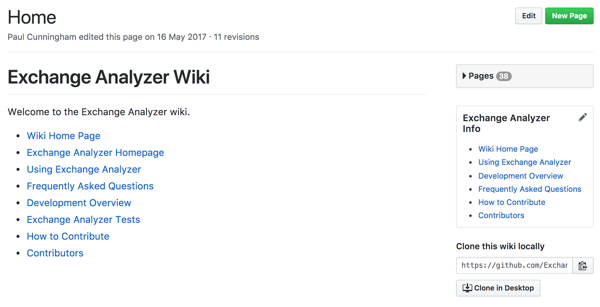 Home
Edit
New Page
Paul Cunningham edited this page on 16 May 2017 · 11 revisions
Exchange Analyzer Wiki
Welcome to the Exchange Analyzer wiki.
• Wiki Home Page
• Exchange Analyzer Homepage
• Using Exchange Analyzer
• Frequently Asked Questions
• Development Overview
• Exchange Analyzer Tests
• How to Contribute
• Contributors
Pages 38
Exchange Analyzer
Info
• Wiki Home Page
• Using Exchange Analyzer
• Development Overview
• Frequently Asked Questions
• How to Contribute
• Contributors
Clone this wiki locally
https://github.com/Exchar
Clone in Desktop